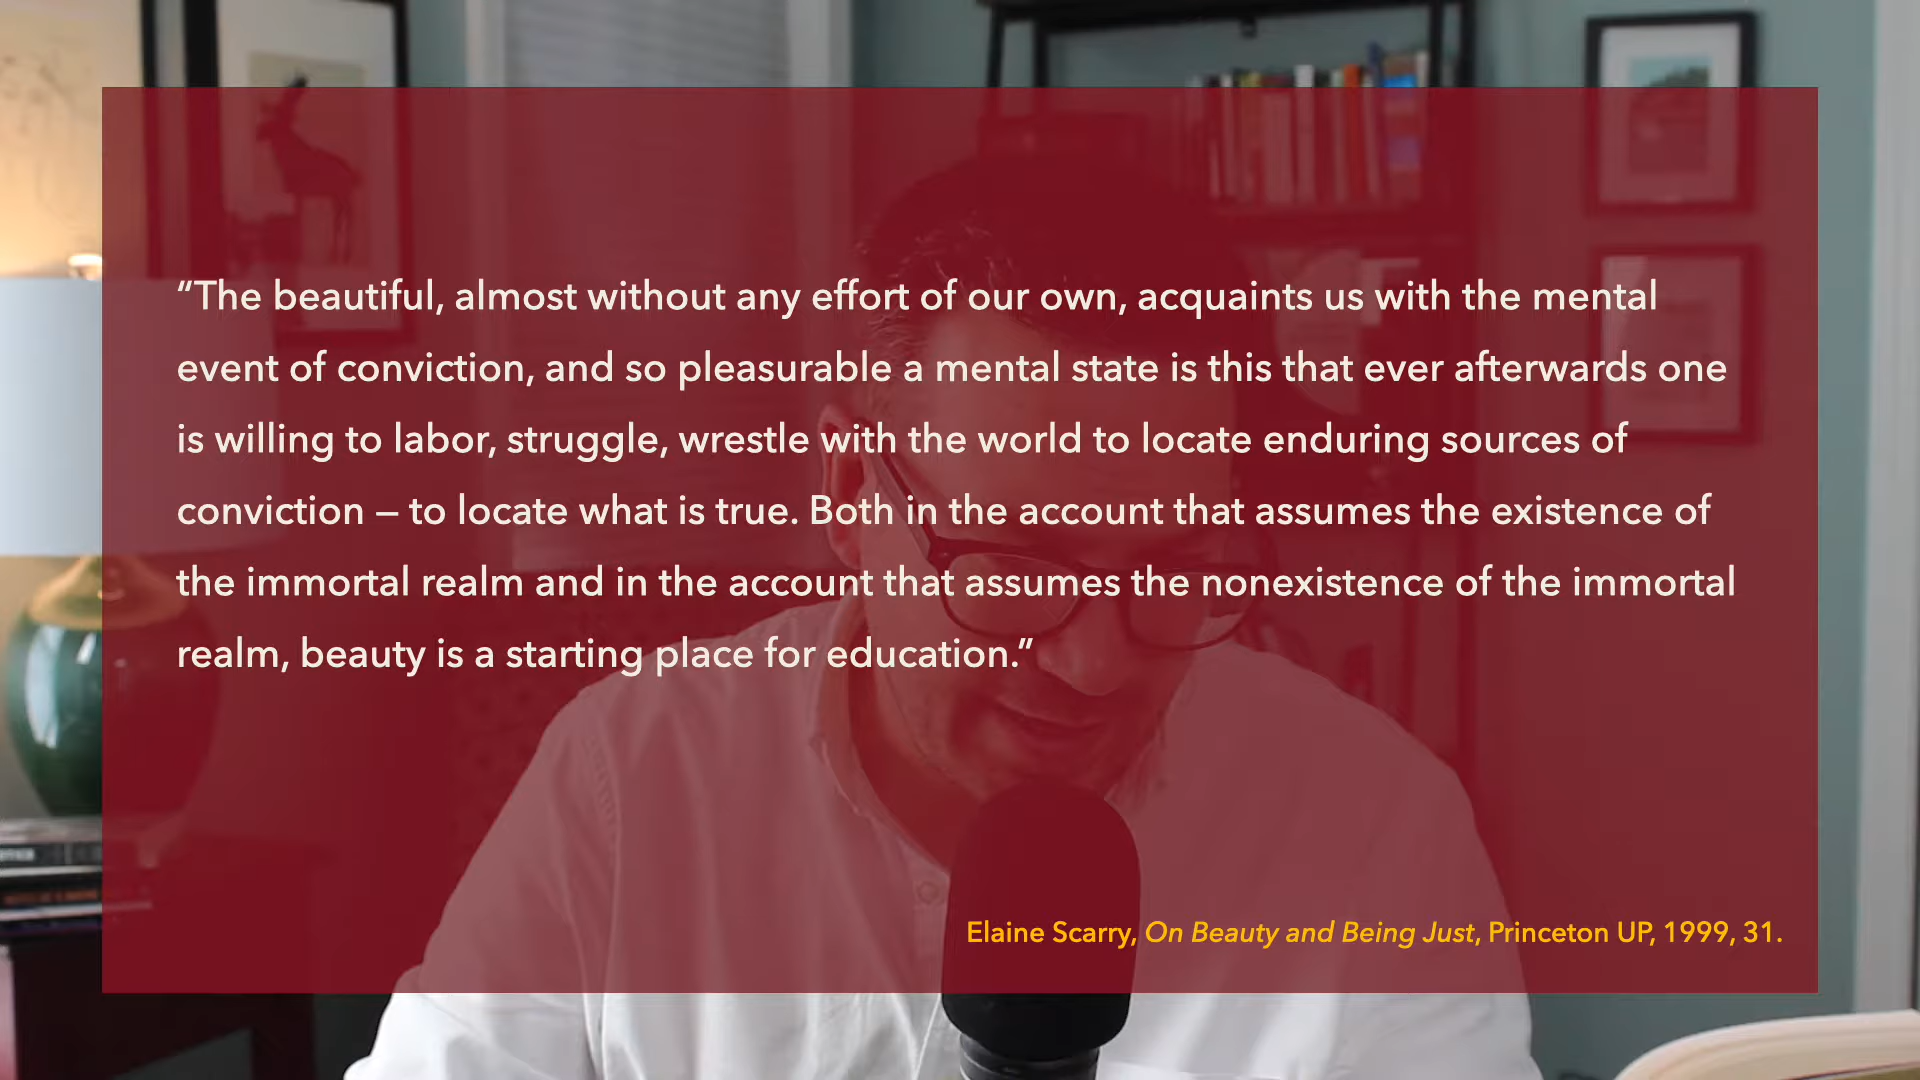 “The beautiful, almost without any effort of our own, acquaints us with the mental
event of conviction, and so pleasurable a mental state is this that ever afterwards one
is willing to labor, struggle, wrestle with the world to locate enduring sources of
conviction – to locate what is true. Both in the account that assumes the existence of
the immortal realm and in the account that assumes the nonexistence of the immortal
realm, beauty is a starting place for education.”
Elaine Scarry, On Beauty and Being Just, Princeton UP, 1999, 31.